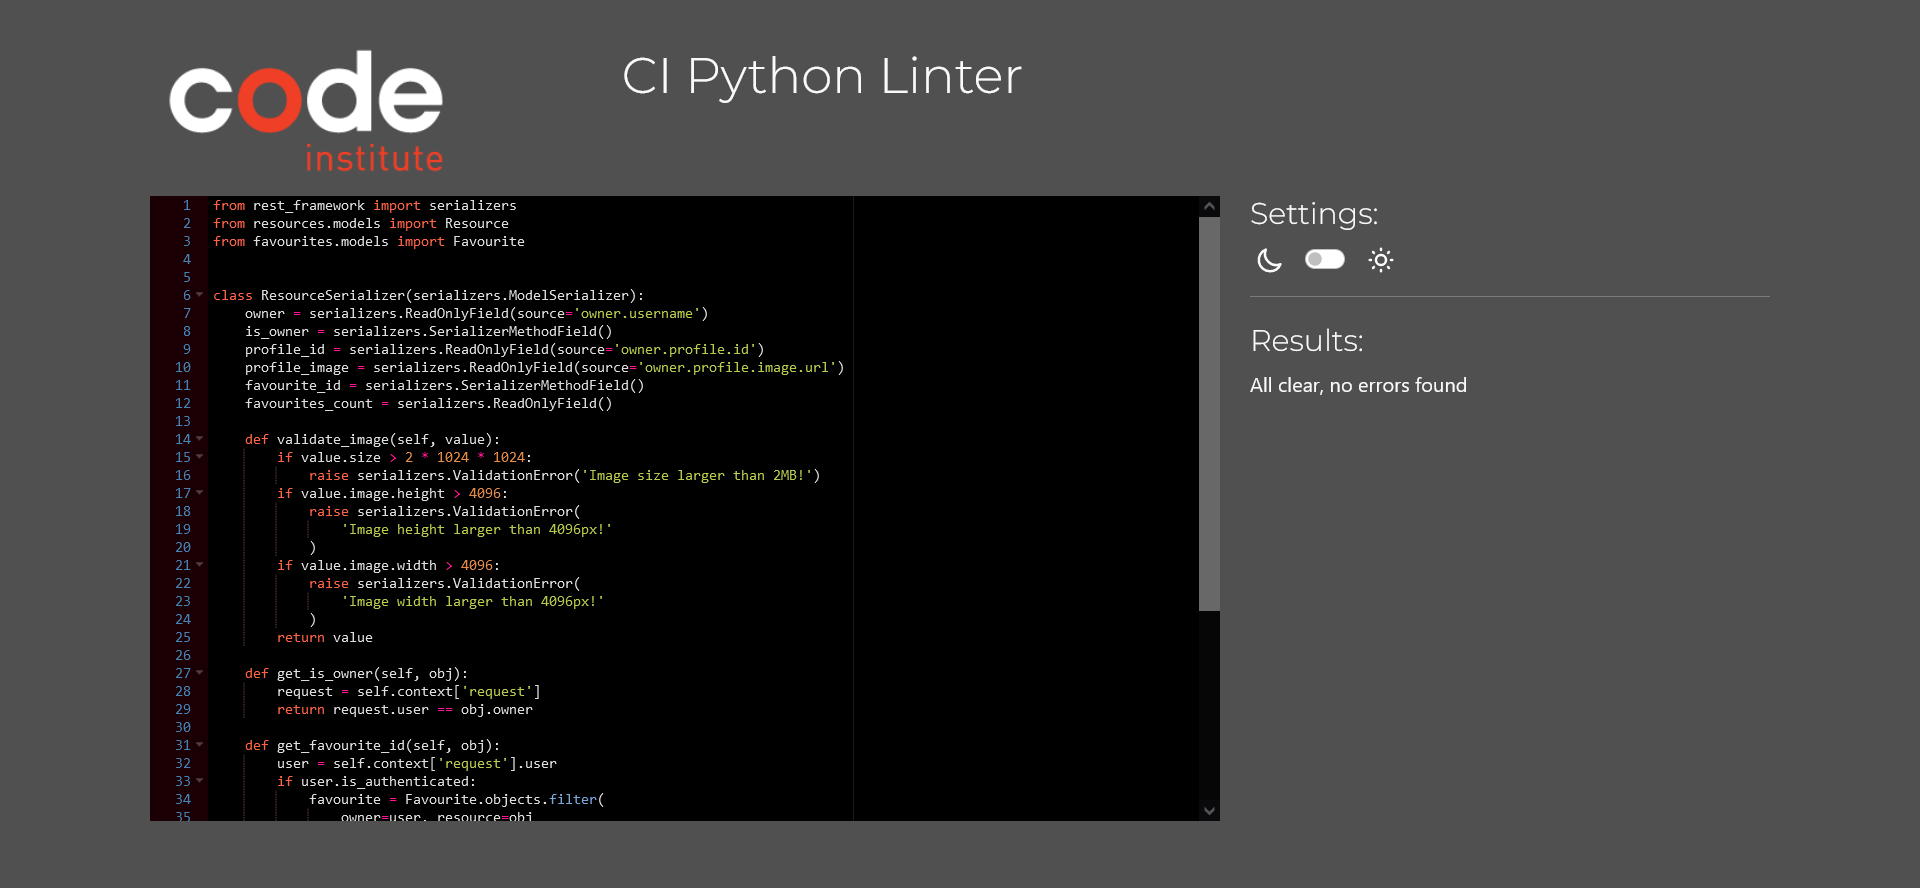 code
institute
CI Python Linter
1 from rest_framework import serializers
2 from resources.models import Resource
3 from favourites.models import Favourite
4
5
6 class ResourceSerializer(serializers.ModelSerializer):
7     owner = serializers.ReadOnlyField(source='owner.username')
8     is_owner = serializers.SerializerMethodField()
9     profile_id = serializers.ReadOnlyField(source='owner.profile.id')
10     profile_image = serializers.ReadOnlyField(source='owner.profile.image.url')
11     favourite_id = serializers.SerializerMethodField()
12     favourites_count = serializers.ReadOnlyField()
13
14     def validate_image(self, value):
15         if value.size > 2 * 1024 * 1024:
16             raise serializers.ValidationError('Image size larger than 2MB!')
17         if value.image.height > 4096:
18             raise serializers.ValidationError(
19                 'Image height larger than 4096px!'
20             )
21         if value.image.width > 4096:
22             raise serializers.ValidationError(
23                 'Image width larger than 4096px!'
24             )
25         return value
26
27     def get_is_owner(self, obj):
28         request = self.context['request']
29         return request.user == obj.owner
30
31     def get_favourite_id(self, obj):
32         user = self.context['request'].user
33         if user.is_authenticated:
34             favourite = Favourite.objects.filter(
35                 owner=user, resource=obj
Settings:
Results:
All clear, no errors found